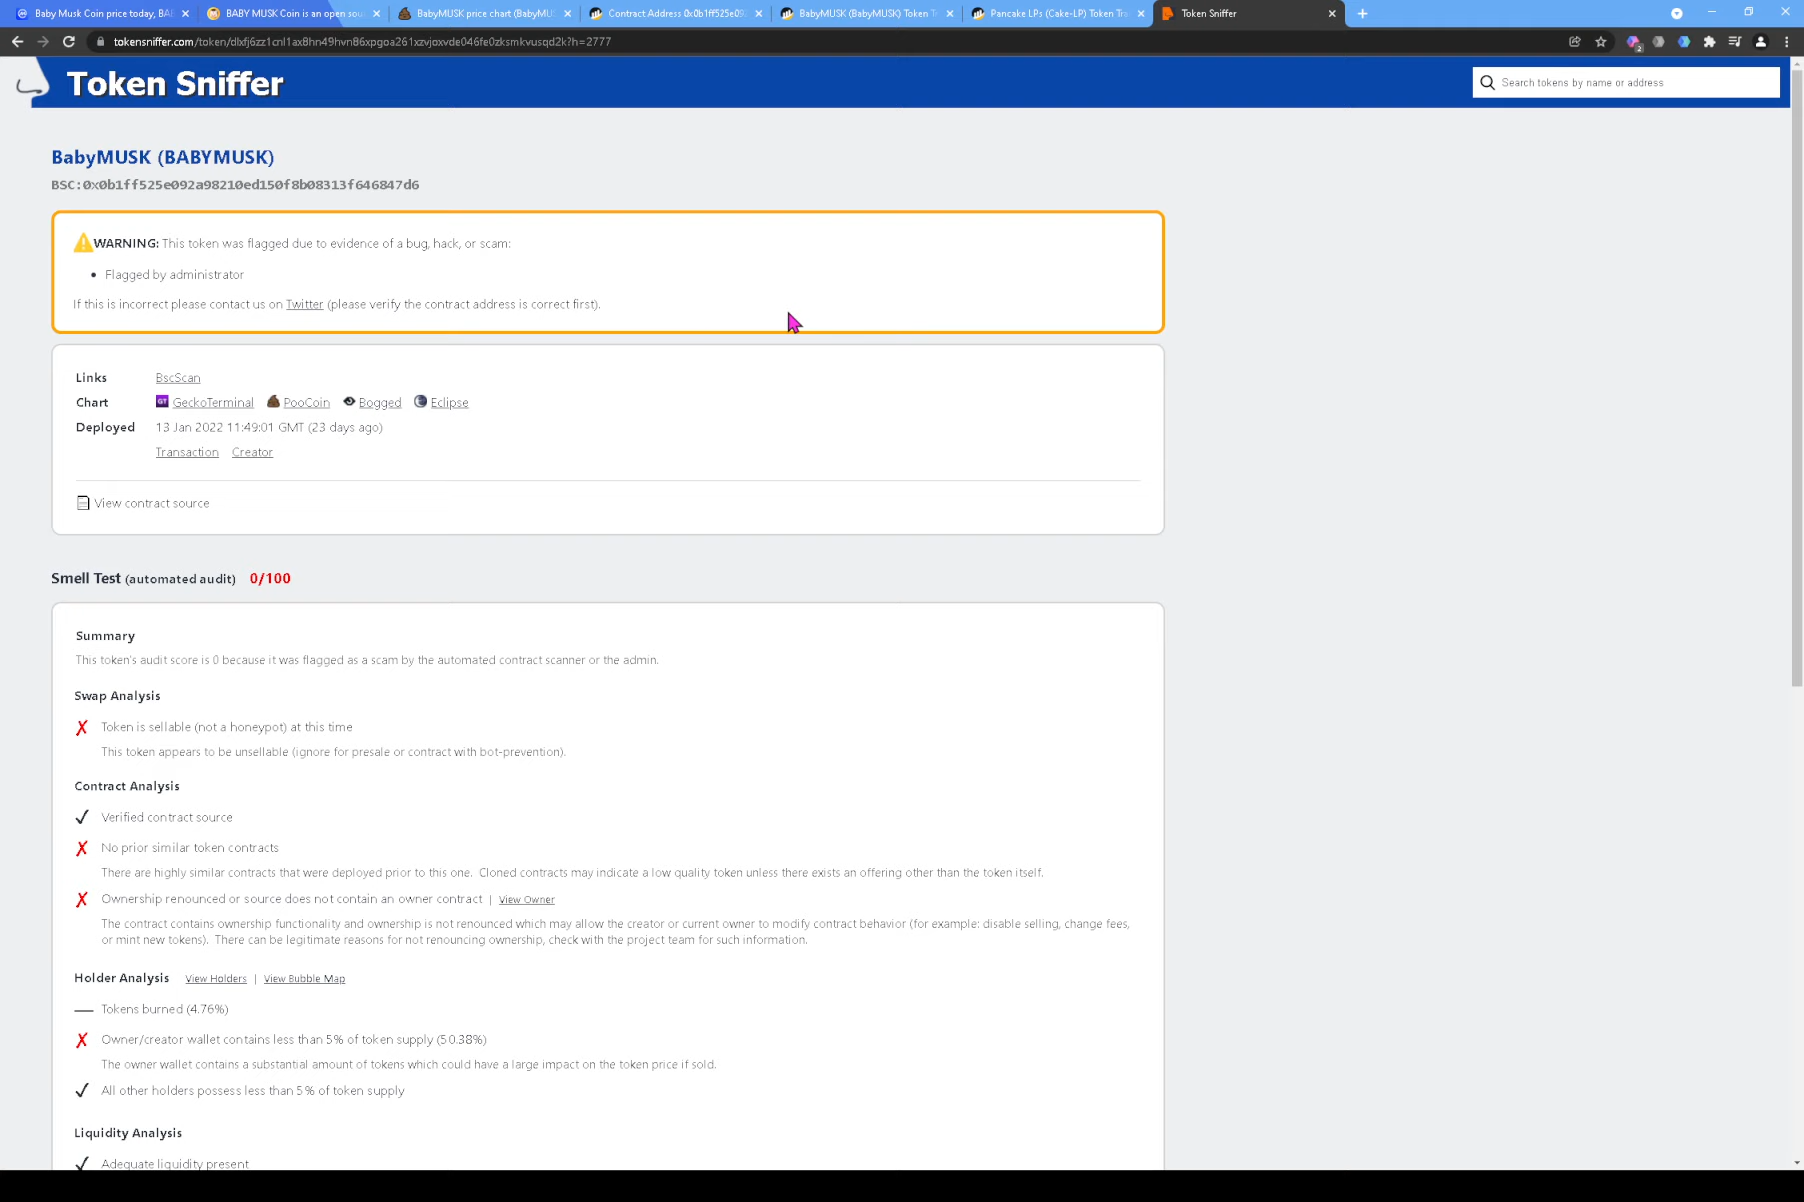 Baby Musk Coin price today, BAB
BABY MUSK Coin is an open sou
BabyMUSK price chart (BabyMU
Contract Address 0x0b1ff525e09
BabyMUSK (BabyMUSK) Token T
Pancake LPs (Cake-LP) Token Tra
Token Sniffer
tokensniffer.com/token/
Token Sniffer
Search tokens by name or address
BabyMUSK (BABYMUSK)
BSC:0x0b1ff525e092a98210ed150f8b08313f646847d6
WARNING: This token was flagged due to evidence of a bug, hack, or scam:
• Flagged by administrator
If this is incorrect please contact us on Twitter (please verify the contract address is correct first).
Links BscScan
Chart GeckoTerminal PooCoin Bogged Eclipse
Deployed 13 Jan 2022 11:49:01 GMT (23 days ago)
Transaction Creator
View contract source
Smell Test (automated audit) 0/100
Summary
This token's audit score is 0 because it was flagged as a scam by the automated contract scanner or the admin.
Swap Analysis
Token is sellable (not a honeypot) at this time
This token appears to be unsellable (ignore for presale or contract with bot-prevention).
Contract Analysis
Verified contract source
No prior similar token contracts
There are highly similar contracts that were deployed prior to this one. Cloned contracts may indicate a low quality token unless there exists an offering other than the token itself.
Ownership renounced or source does not contain an owner contract | View Owner
The contract contains ownership functionality and ownership is not renounced which may allow the creator or current owner to modify contract behavior (for example: disable selling, change fees,
or mint new tokens). There can be legitimate reasons for not renouncing ownership, check with the project team for such information.
Holder Analysis View Holders | View Bubble Map
Tokens burned (4.76%)
Owner/creator wallet contains less than 5% of token supply (50.38%)
The owner wallet contains a substantial amount of tokens which could have a large impact on the token price if sold.
All other holders possess less than 5% of token supply
Liquidity Analysis
Adequate liquidity present